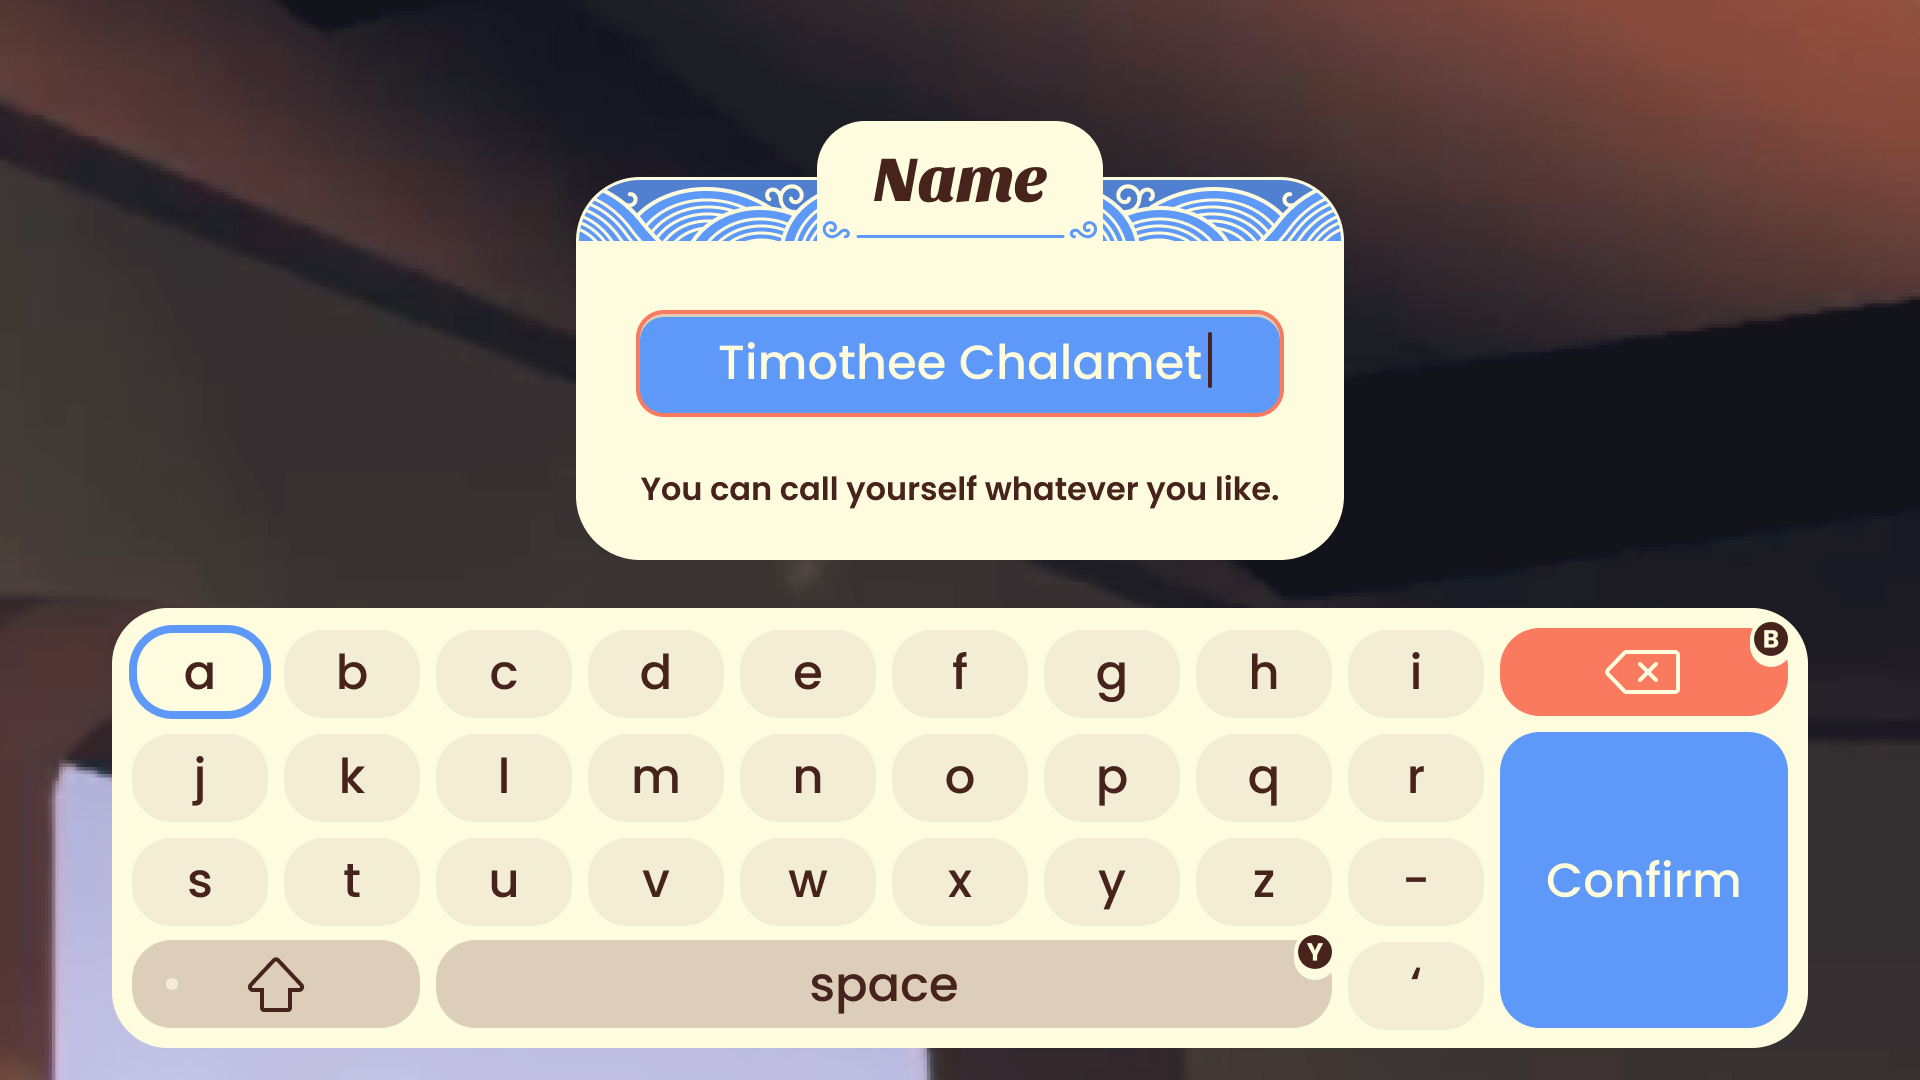 Name
Timothee Chalamet
You can call yourself whatever you like.
a b c d e f g h i B
j k l m n o p q r
s t u v w x y z - Confirm
space Y ‘